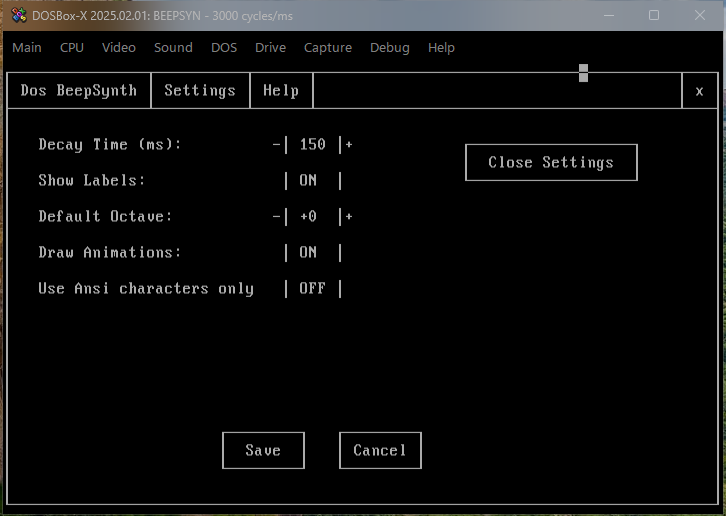 DOSBox-X 2025.02.01: BEEPSYN - 3000 cycles/ms
Main CPU Video Sound DOS Drive Capture Debug Help
Dos BeepSynth Settings Help x
Decay Time (ms): -| 150 |+
Close Settings
Show Labels: | ON |
Default Octave: -| +0 |+
Draw Animations: | ON |
Use Ansi characters only | OFF |
Save Cancel